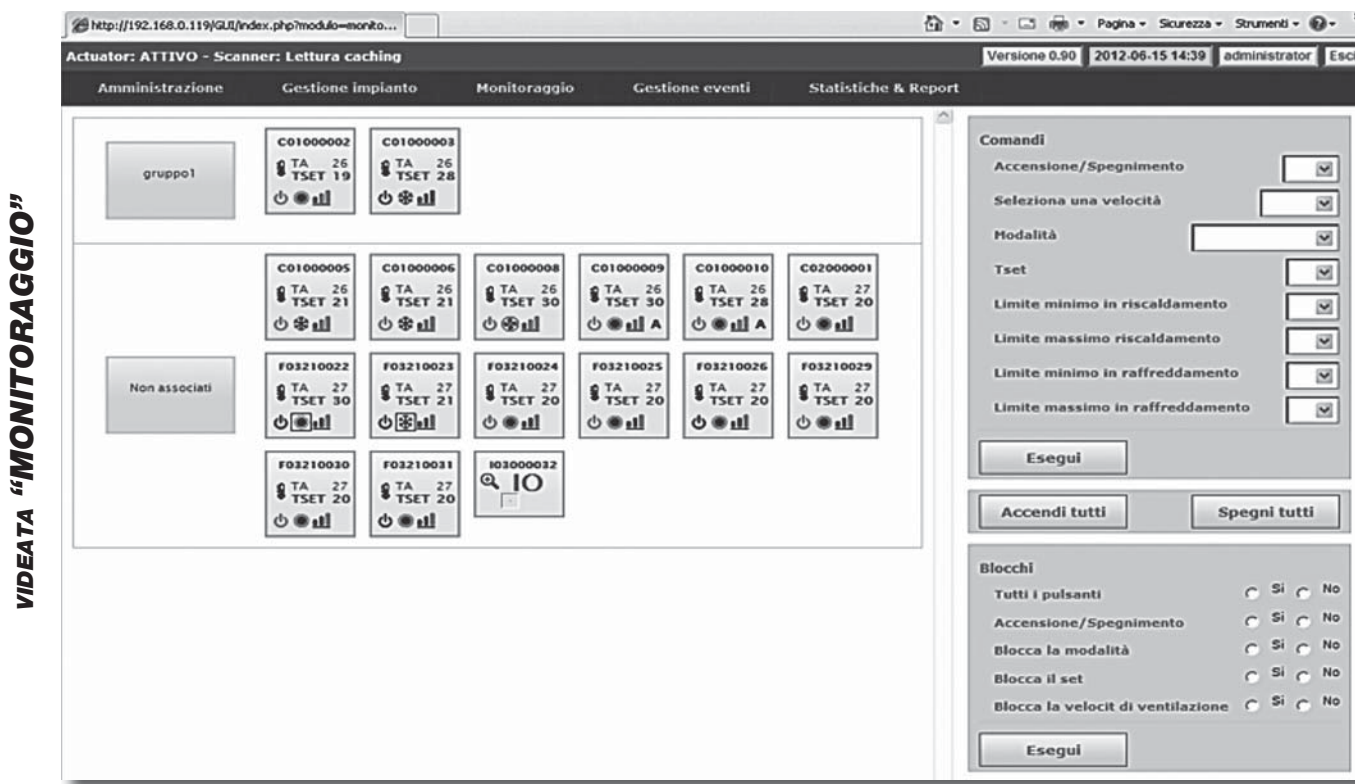 VIDEATA "MONITORAGGIO"
http://192.168.0.119/GUI/index.php?modulo=monito...
Pagina Sicurezza Strumenti
Actuator: ATTIVO - Scanner: Lettura caching
Versione 0.90 2012-06-15 14:39 administrator Esci
Amministrazione Gestione impianto Monitoraggio Gestione eventi Statistiche & Report
gruppo1
C01000002 C01000003
TA 26 TA 26
TSET 19 TSET 28
Non associati
C01000005 C01000006 C01000008 C01000009 C01000010 C02000001
TA 26 TA 26 TA 26 TA 26 TA 26 TA 27
TSET 21 TSET 21 TSET 30 TSET 30 TSET 28 TSET 20
A A
F03210022 F03210023 F03210024 F03210025 F03210026 F03210029
TA 27 TA 27 TA 27 TA 27 TA 27 TA 27
TSET 30 TSET 21 TSET 20 TSET 20 TSET 20 TSET 20
F03210030 F03210031 I03000032
TA 27 TA 27 IO
TSET 20 TSET 20
Comandi
Accensione/Spegnimento
Seleziona una velocità
Modalità
Tset
Limite minimo in riscaldamento
Limite massimo riscaldamento
Limite minimo in raffreddamento
Limite massimo in raffreddamento
Esegui
Accendi tutti Spegni tutti
Blocchi
Tutti i pulsanti Si No
Accensione/Spegnimento Si No
Blocca la modalità Si No
Blocca il set Si No
Blocca la velocit di ventilazione Si No
Esegui